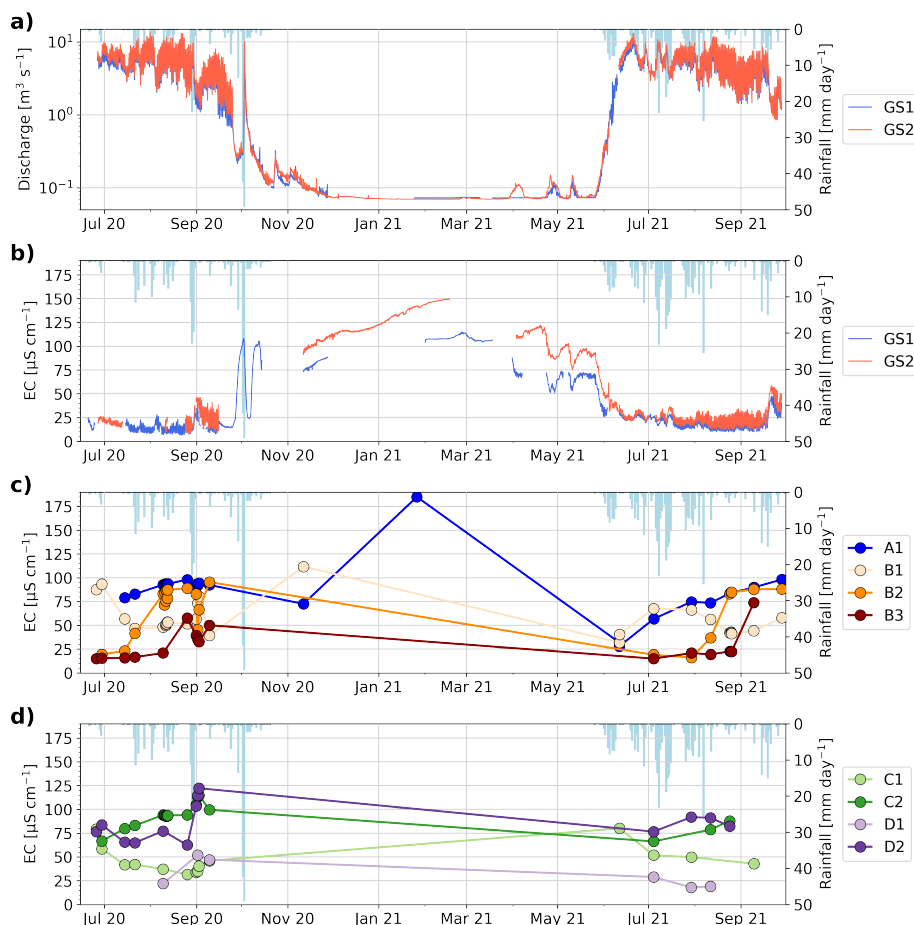 a)
Discharge [m³ s⁻¹]
10¹
10⁰
10⁻¹
0
10
20
30
40
50
Rainfall [mm day⁻¹]
Jul 20 Sep 20 Nov 20 Jan 21 Mar 21 May 21 Jul 21 Sep 21
GS1
GS2
b)
EC [µS cm⁻¹]
175
150
125
100
75
50
25
0
0
10
20
30
40
50
Rainfall [mm day⁻¹]
Jul 20 Sep 20 Nov 20 Jan 21 Mar 21 May 21 Jul 21 Sep 21
GS1
GS2
c)
EC [µS cm⁻¹]
175
150
125
100
75
50
25
0
0
10
20
30
40
50
Rainfall [mm day⁻¹]
Jul 20 Sep 20 Nov 20 Jan 21 Mar 21 May 21 Jul 21 Sep 21
A1
B1
B2
B3
d)
EC [µS cm⁻¹]
175
150
125
100
75
50
25
0
0
10
20
30
40
50
Rainfall [mm day⁻¹]
Jul 20 Sep 20 Nov 20 Jan 21 Mar 21 May 21 Jul 21 Sep 21
C1
C2
D1
D2